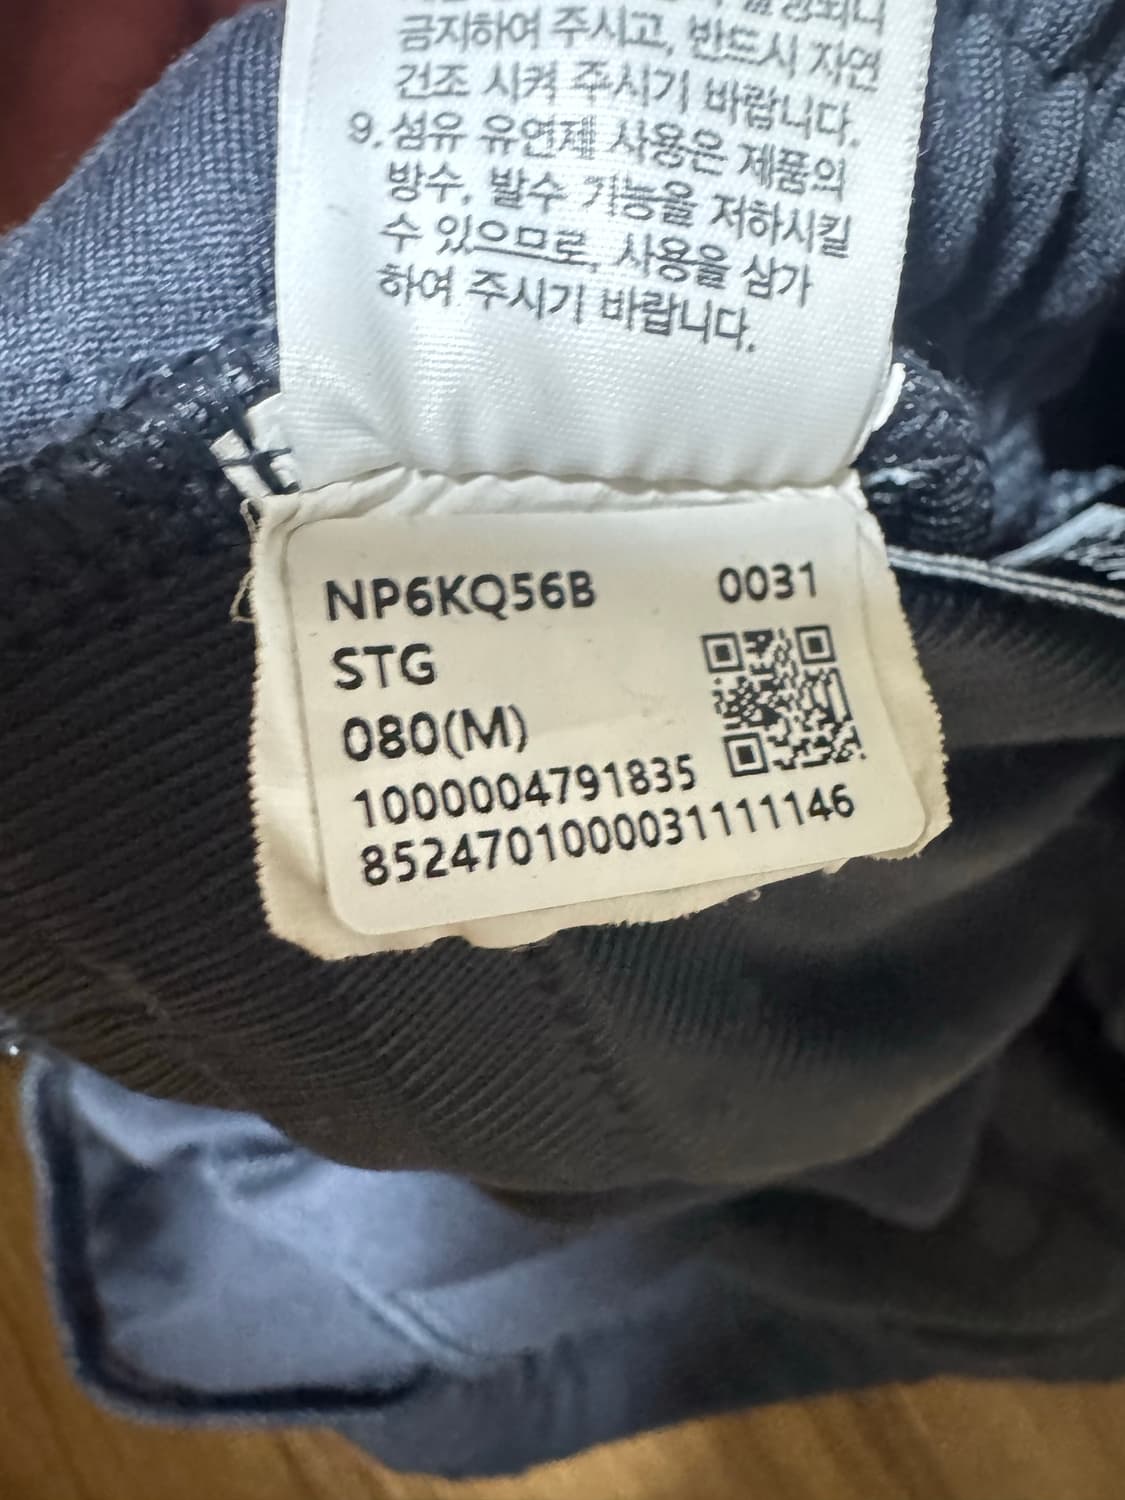 금지하여 주시고, 반드시 자연
건조 시켜 주시기 바랍니다.
9. 섬유 유연제 사용은 제품의
방수, 발수 기능을 저하시킬
수 있으므로, 사용을 삼가
하여 주시기 바랍니다.
NP6KQ56B 0031
STG
080(M)
1000004791835
8524701000031111146